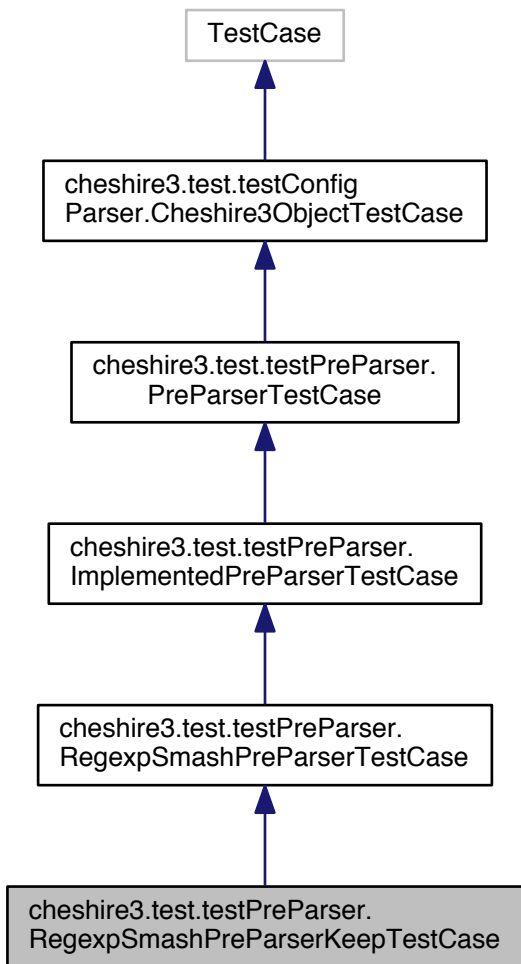 TestCase
cheshire3.test.testConfig
Parser.Cheshire3ObjectTestCase
cheshire3.test.testPreParser.
PreParserTestCase
cheshire3.test.testPreParser.
ImplementedPreParserTestCase
cheshire3.test.testPreParser.
RegexpSmashPreParserTestCase
cheshire3.test.testPreParser.
RegexpSmashPreParserKeepTestCase